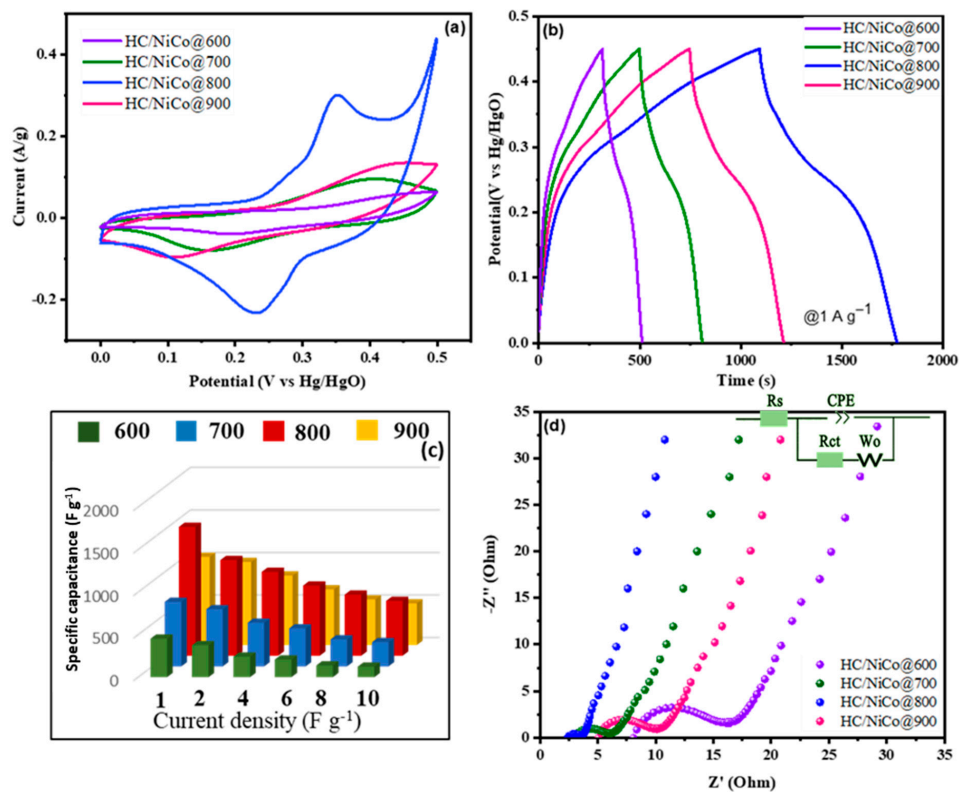 (a)
HC/NiCo@600
HC/NiCo@700
HC/NiCo@800
HC/NiCo@900
Current (A/g)
0.4
0.2
0.0
-0.2
0.0 0.1 0.2 0.3 0.4 0.5
Potential (V vs Hg/HgO)
(b)
HC/NiCo@600
HC/NiCo@700
HC/NiCo@800
HC/NiCo@900
Potential(V vs Hg/HgO)
0.5
0.4
0.3
0.2
0.1
0.0
@1 A g⁻¹
0 500 1000 1500 2000
Time (s)
600 700 800 900
(c)
Specific capacitance (F g⁻¹)
2000
1500
1000
500
0
1 2 4 6 8 10
Current density (F g⁻¹)
(d)
Rs CPE
Rct Wo
-Z'' (Ohm)
35
30
25
20
15
10
5
0
HC/NiCo@600
HC/NiCo@700
HC/NiCo@800
HC/NiCo@900
0 5 10 15 20 25 30 35
Z' (Ohm)